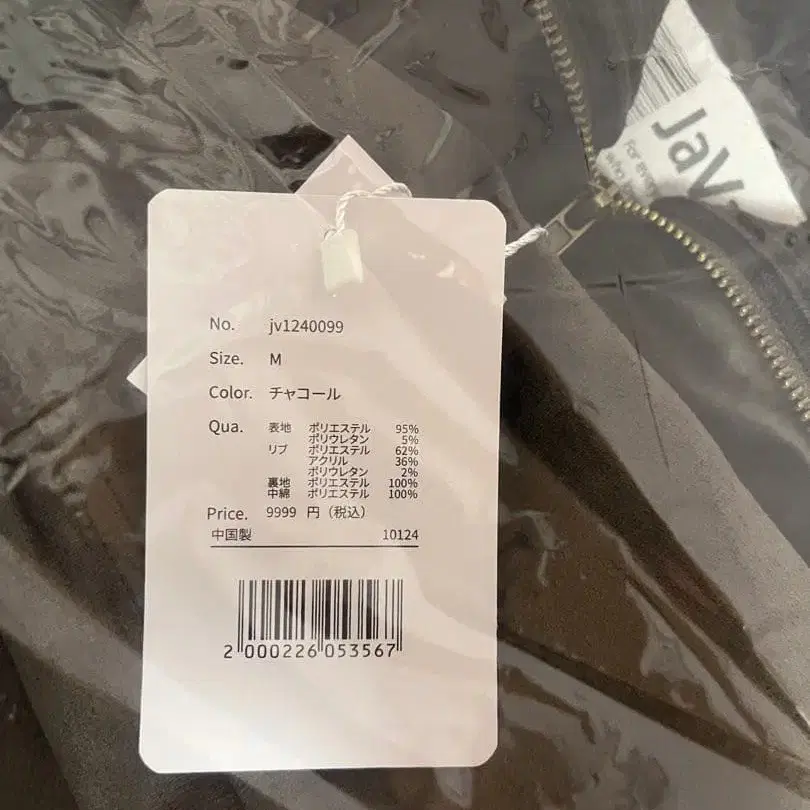 JaV.
For ever
who
No. jv1240099
Size. M
Color. チャコール
Qua. 表地 ポリエステル 95%
ポリウレタン 5%
リブ ポリエステル 62%
アクリル 36%
ポリウレタン 2%
裏地 ポリエステル 100%
中綿 ポリエステル 100%
Price. 9999 円（税込）
中国製 10124
2 000226 053567